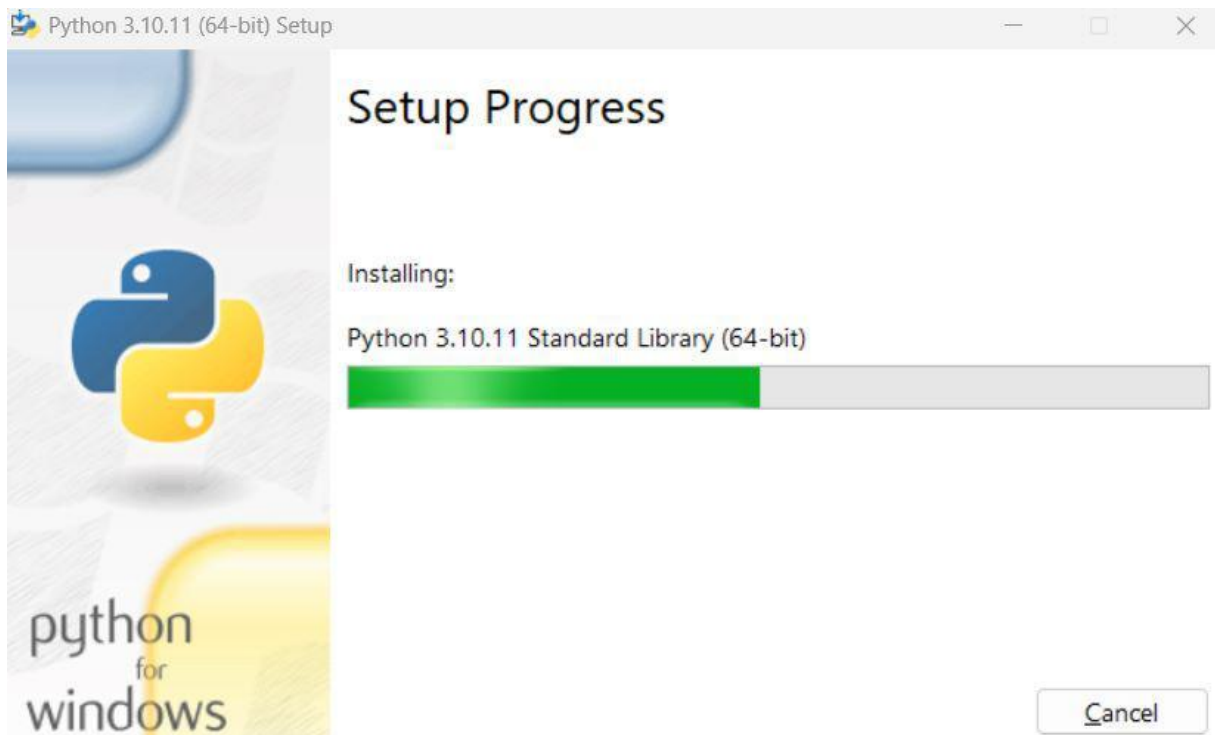 Python 3.10.11 (64-bit) Setup
Setup Progress
Installing:
Python 3.10.11 Standard Library (64-bit)
python
for
windows
Cancel